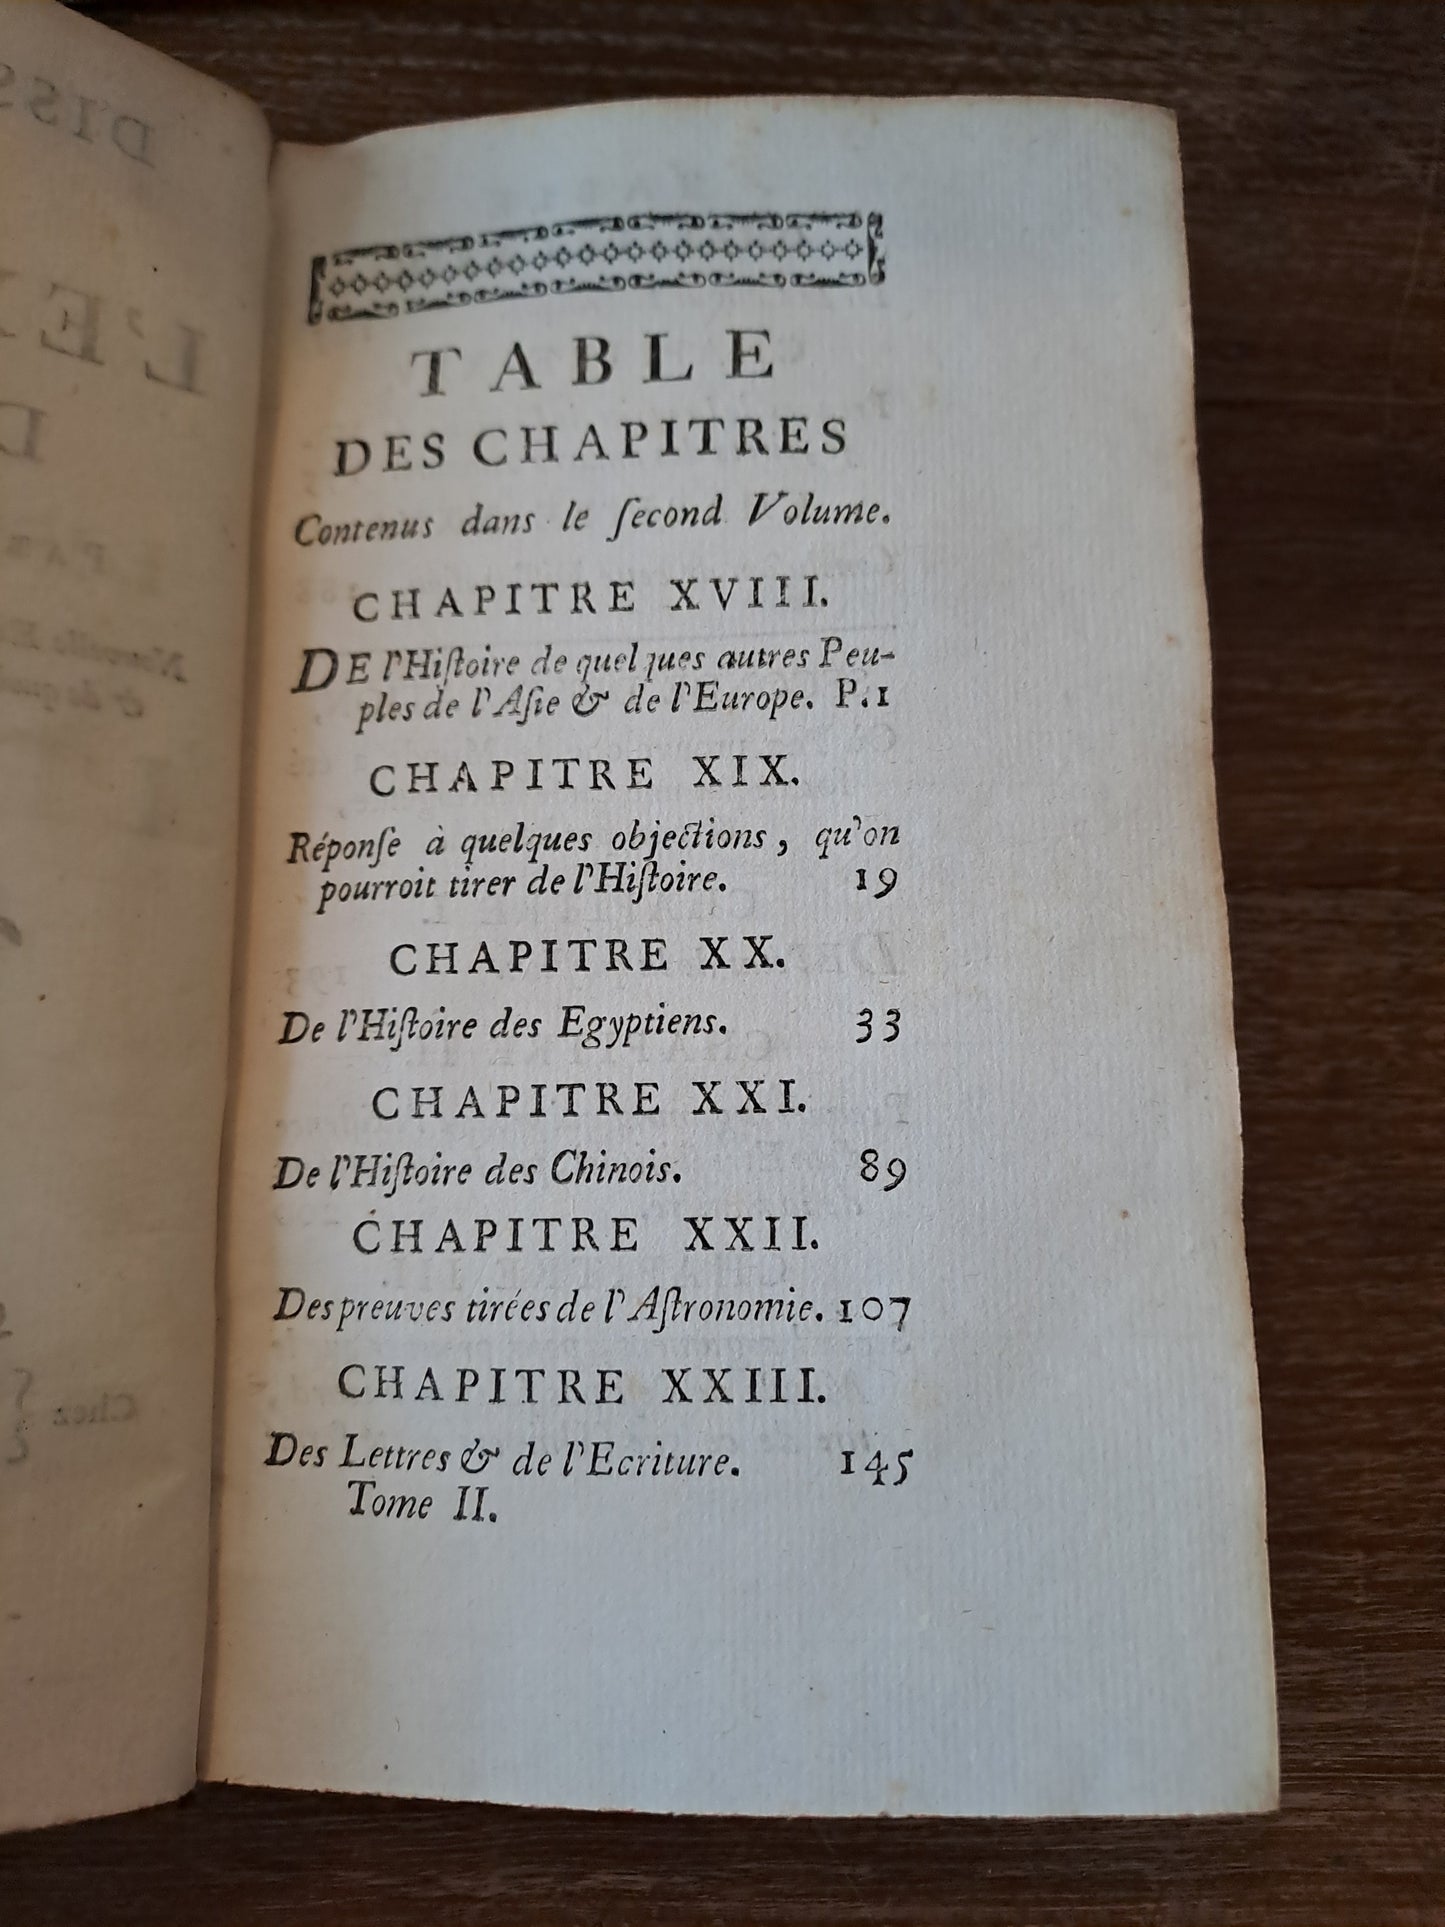 TABLE
DES CHAPITRES
Contenus dans le ſecond Volume.
CHAPITRE XVIII.
DE l'Hiſtoire de quelques autres Peu-
ples de l'Aſie & de l'Europe. P. 1
CHAPITRE XIX.
Réponſe à quelques objections, qu'on
pourroit tirer de l'Hiſtoire. 19
CHAPITRE XX.
De l'Hiſtoire des Egyptiens. 33
CHAPITRE XXI.
De l'Hiſtoire des Chinois. 89
CHAPITRE XXII.
Des preuves tirées de l'Aſtronomie. 107
CHAPITRE XXIII.
Des Lettres & de l'Ecriture. 145
Tome II.